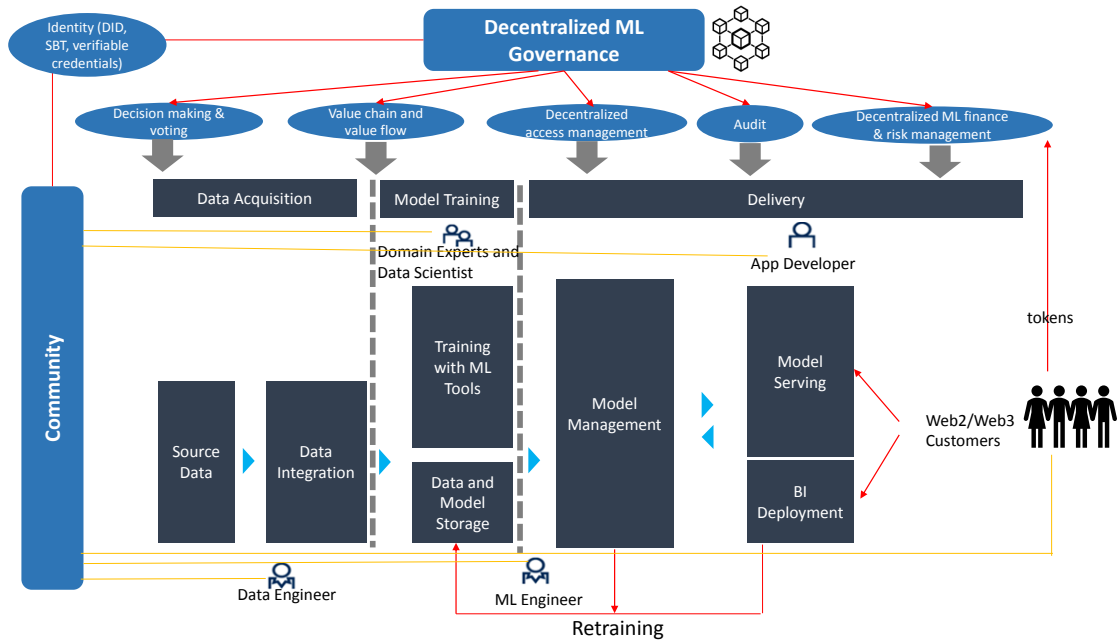 Identity (DID,
SBT, verifiable
credentials)
Decentralized ML
Governance
Decision making &
voting
Value chain and
value flow
Decentralized
access management
Audit
Decentralized ML finance
& risk management
Data Acquisition
Model Training
Delivery
Domain Experts and
Data Scientist
App Developer
Community
Source
Data
Data
Integration
Training
with ML
Tools
Data and
Model
Storage
Model
Management
Model
Serving
BI
Deployment
tokens
Web2/Web3
Customers
Data Engineer
ML Engineer
Retraining